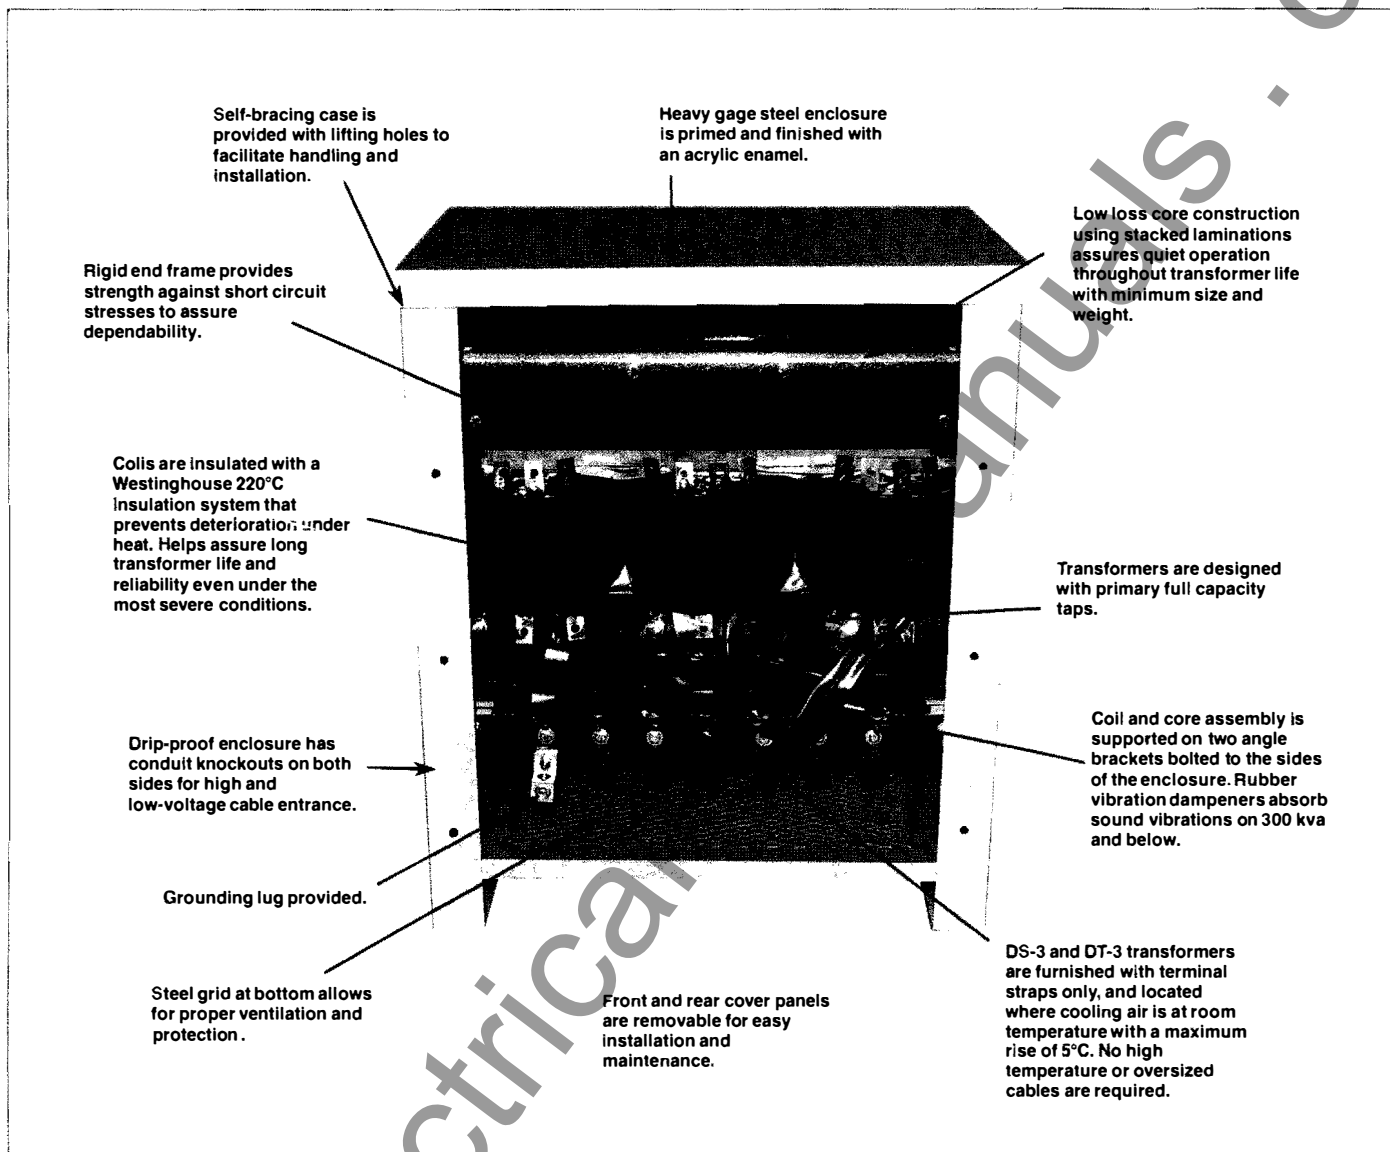 Self-bracing case is
provided with lifting holes to
facilitate handling and
installation.
Heavy gage steel enclosure
is primed and finished with
an acrylic enamel.
Low loss core construction
using stacked laminations
assures quiet operation
throughout transformer life
with minimum size and
weight.
Rigid end frame provides
strength against short circuit
stresses to assure
dependability.
Colis are insulated with a
Westinghouse 220°C
Insulation system that
prevents deterioration under
heat. Helps assure long
transformer life and
reliability even under the
most severe conditions.
Transformers are designed
with primary full capacity
taps.
Drip-proof enclosure has
conduit knockouts on both
sides for high and
low-voltage cable entrance.
Coil and core assembly is
supported on two angle
brackets bolted to the sides
of the enclosure. Rubber
vibration dampeners absorb
sound vibrations on 300 kva
and below.
Grounding lug provided.
Steel grid at bottom allows
for proper ventilation and
protection.
Front and rear cover panels
are removable for easy
installation and
maintenance.
DS-3 and DT-3 transformers
are furnished with terminal
straps only, and located
where cooling air is at room
temperature with a maximum
rise of 5°C. No high
temperature or oversized
cables are required.
ctrical
anuals . c